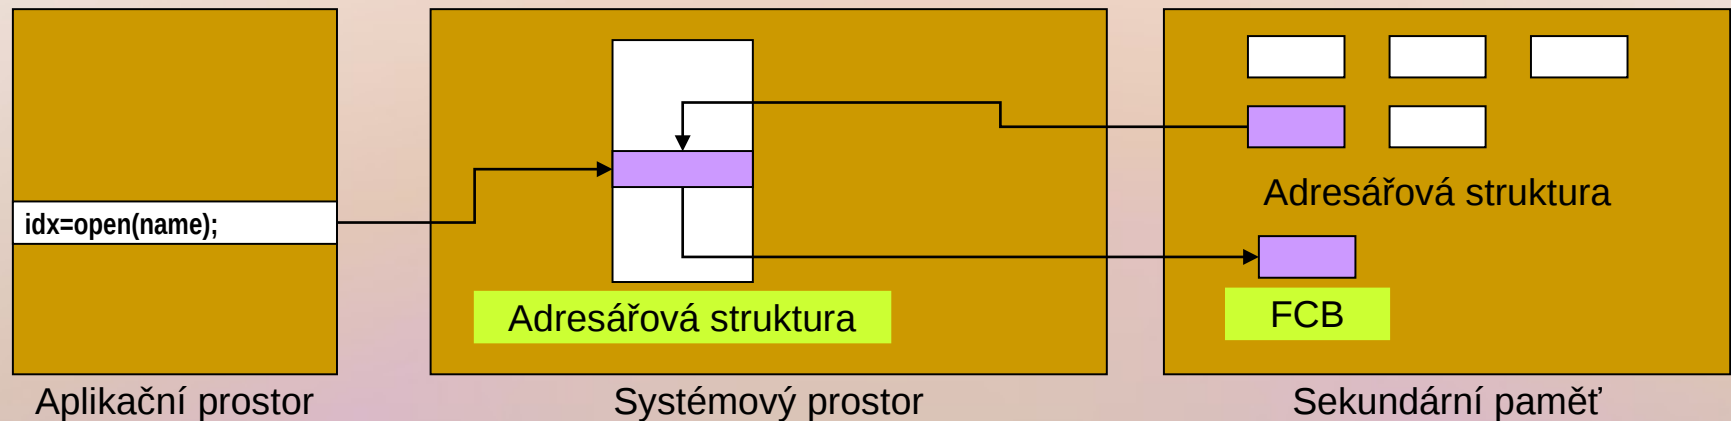 idx=open(name);
Adresářová struktura
Adresářová struktura
FCB
Aplikační prostor
Systémový prostor
Sekundární paměť